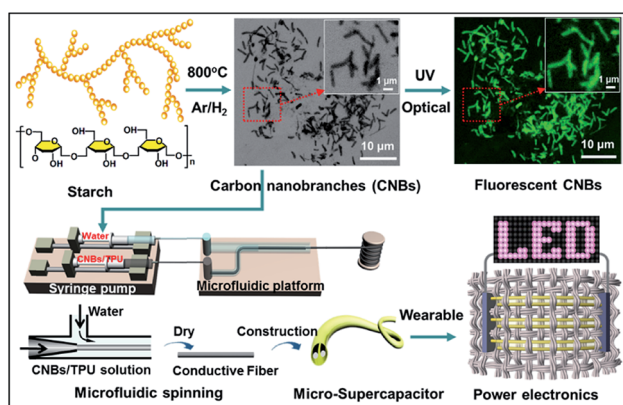 800°C
Ar/H₂
UV
Optical
1 μm
10 μm
1 μm
10 μm
OH
HO
HO
OH
O
O
O
O
O
OH
OH
OH
n
Starch
Carbon nanobranches (CNBs)
Fluorescent CNBs
Water
CNBs/TPU
Syringe pump
Microfluidic platform
LED
Water
Dry
Construction
Wearable
CNBs/TPU solution
Conductive Fiber
Microfluidic spinning
Micro-Supercapacitor
Power electronics